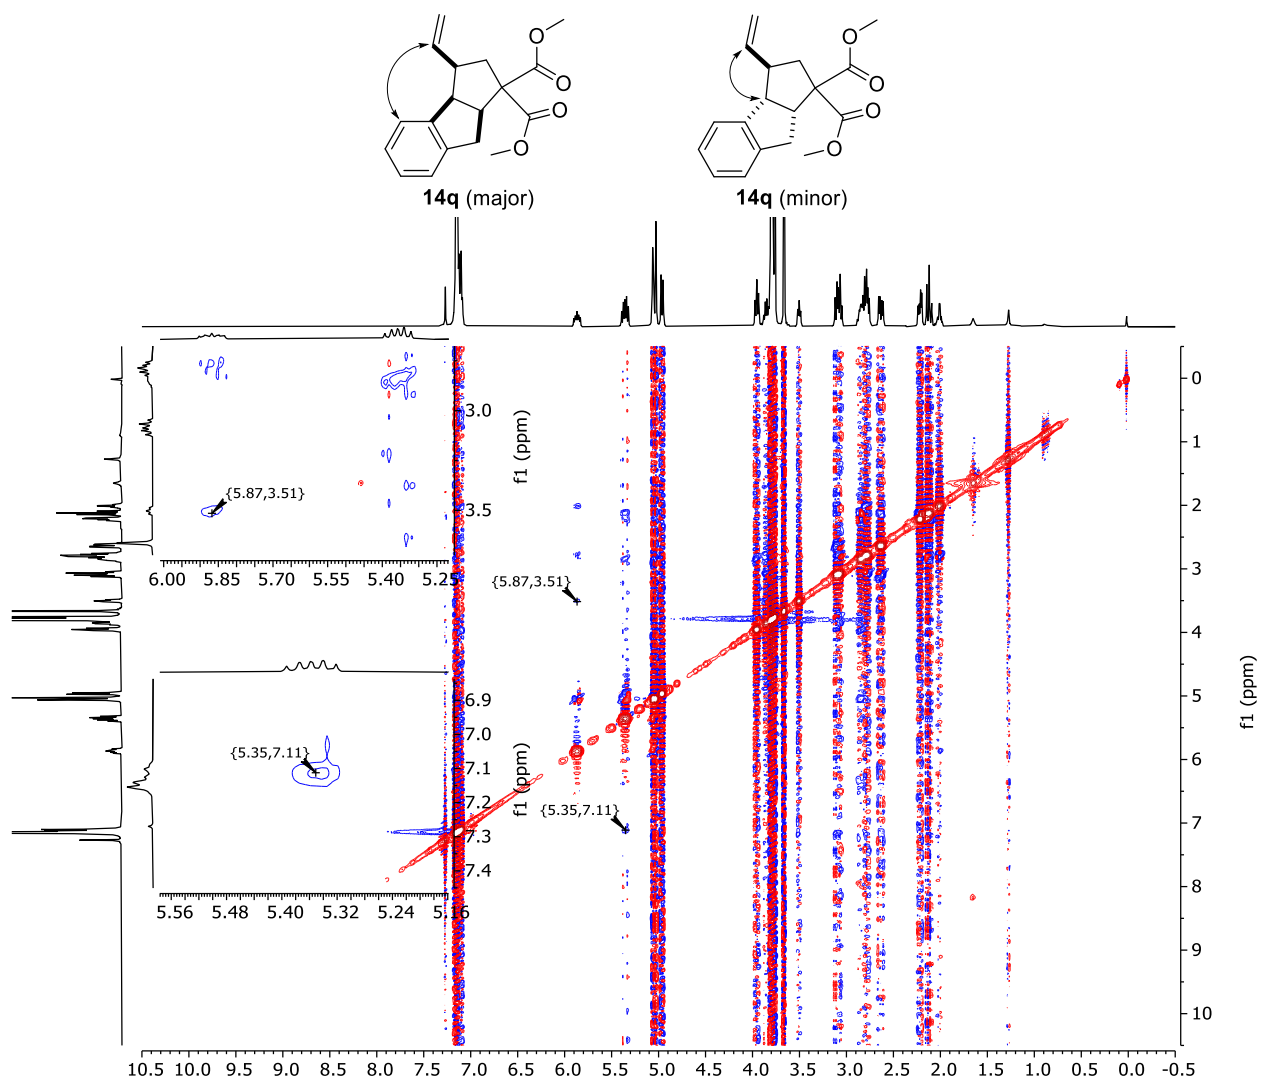 O
O
O
O
O
O
O
O
14q (major)
14q (minor)
3.0
3.5
f1 (ppm)
{5.87,3.51}
6.00 5.85 5.70 5.55 5.40 5.25
{5.87,3.51}
6.9
7.0
7.1
7.2
7.3
7.4
f1 (ppm)
{5.35,7.11}
5.56 5.48 5.40 5.32 5.24 5.16
{5.35,7.11}
0
1
2
3
4
5
6
7
8
9
10
f1 (ppm)
10.5 10.0 9.5 9.0 8.5 8.0 7.5 7.0 6.5 6.0 5.5 5.0 4.5 4.0 3.5 3.0 2.5 2.0 1.5 1.0 0.5 0.0 -0.5